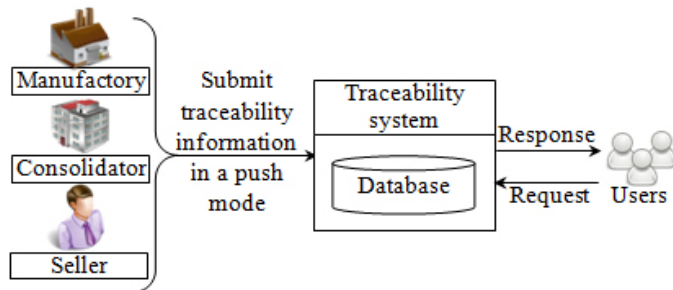 Manufactory
Consolidator
Seller
Submit
traceability
information
in a push
mode
Traceability
system
Database
Response
Request
Users